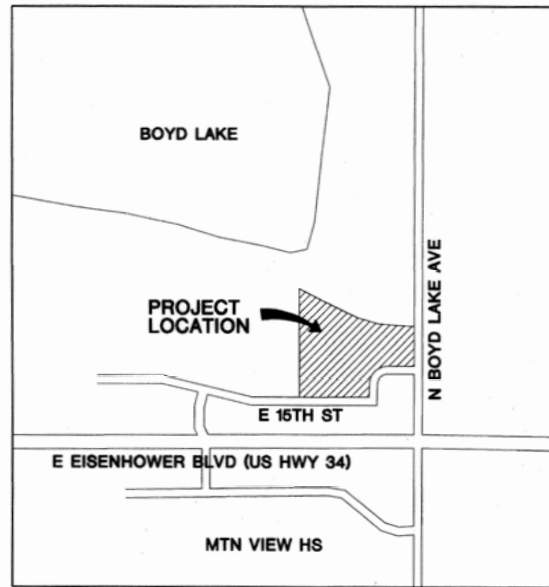 BOYD LAKE
PROJECT
LOCATION
N BOYD LAKE AVE
E 15TH ST
E EISENHOWER BLVD (US HWY 34)
MTN VIEW HS